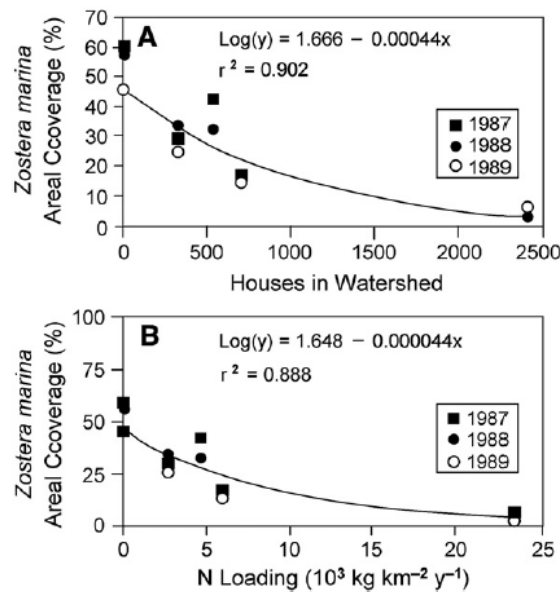 A
Log(y) = 1.666 − 0.00044x
r² = 0.902
Zostera marina
Areal Ccoverage (%)
70
60
50
40
30
20
10
0
1987
1988
1989
0 500 1000 1500 2000 2500
Houses in Watershed
B
Log(y) = 1.648 − 0.000044x
r² = 0.888
Zostera marina
Areal Ccoverage (%)
100
75
50
25
0
1987
1988
1989
0 5 10 15 20 25
N Loading (10³ kg km⁻² y⁻¹)